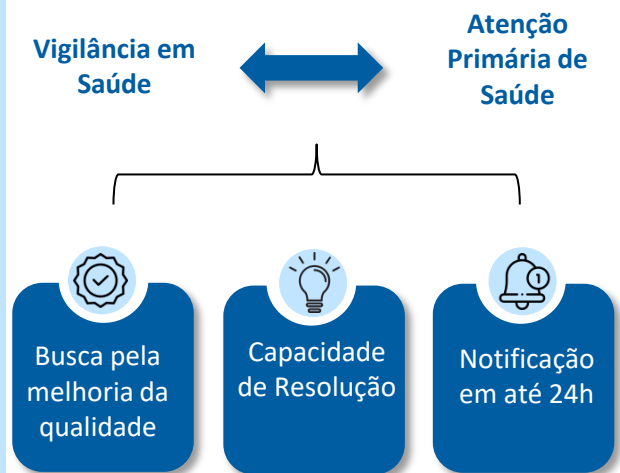 Vigilância em
Saúde
Atenção
Primária de
Saúde
1
Busca pela
melhoria da
qualidade
Capacidade
de Resolução
Notificação
em até 24h